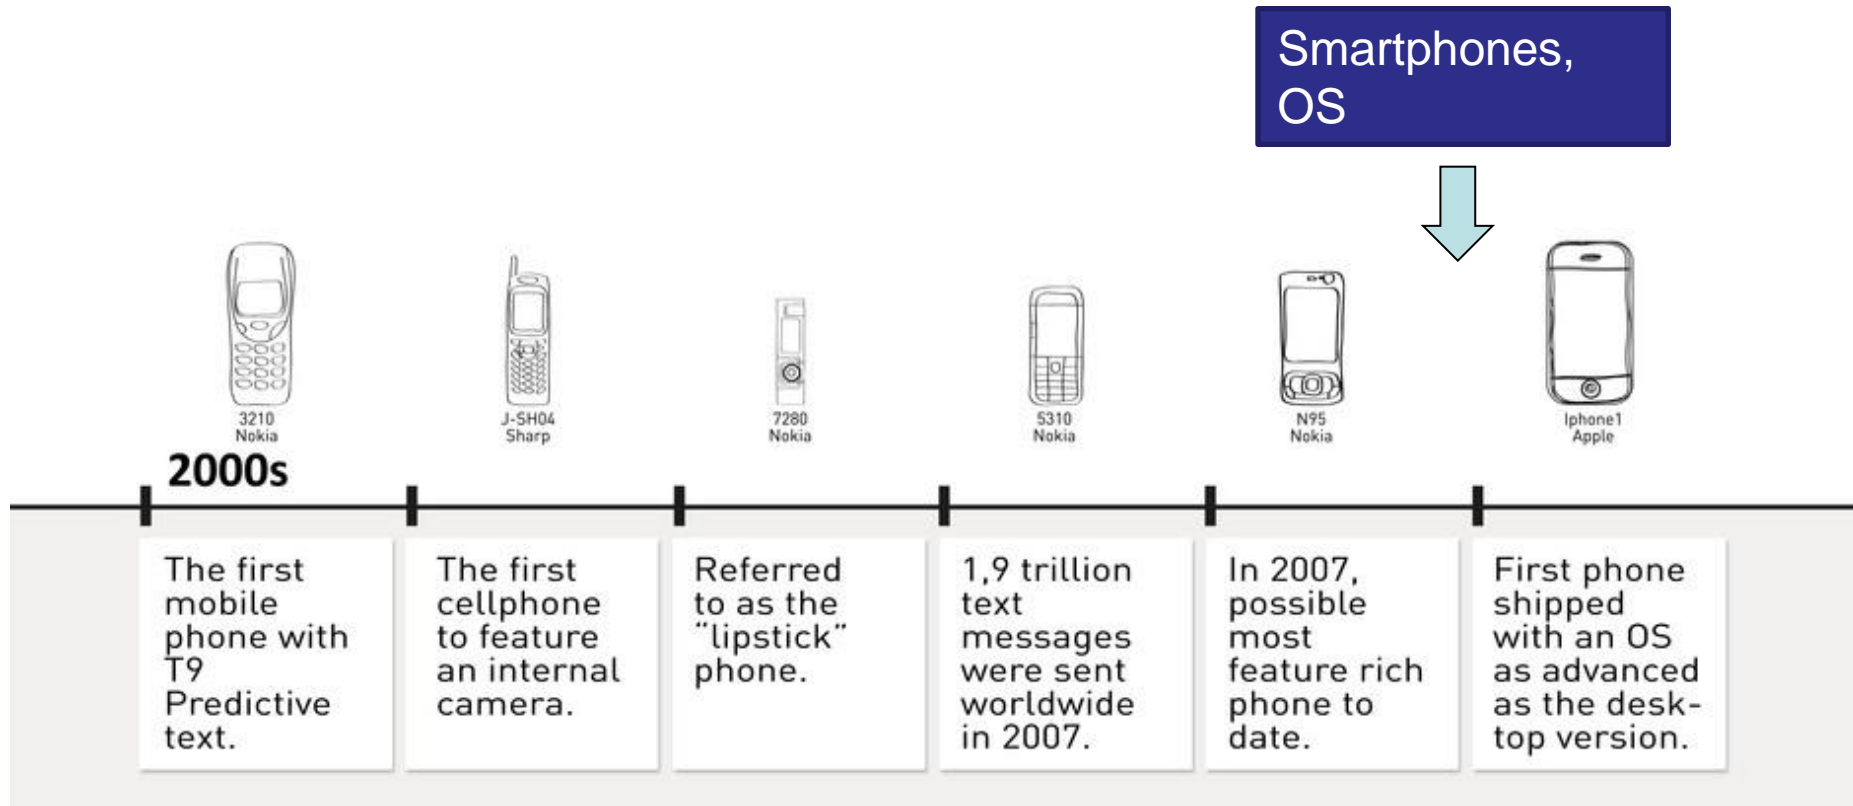 Smartphones,
OS
3210
Nokia
J-SH04
Sharp
7280
Nokia
5310
Nokia
N95
Nokia
Iphone1
Apple
2000s
The first
mobile
phone with
T9
Predictive
text.
The first
cellphone
to feature
an internal
camera.
Referred
to as the
"lipstick"
phone.
1,9 trillion
text
messages
were sent
worldwide
in 2007.
In 2007,
possible
most
feature rich
phone to
date.
First phone
shipped
with an OS
as advanced
as the desk-
top version.